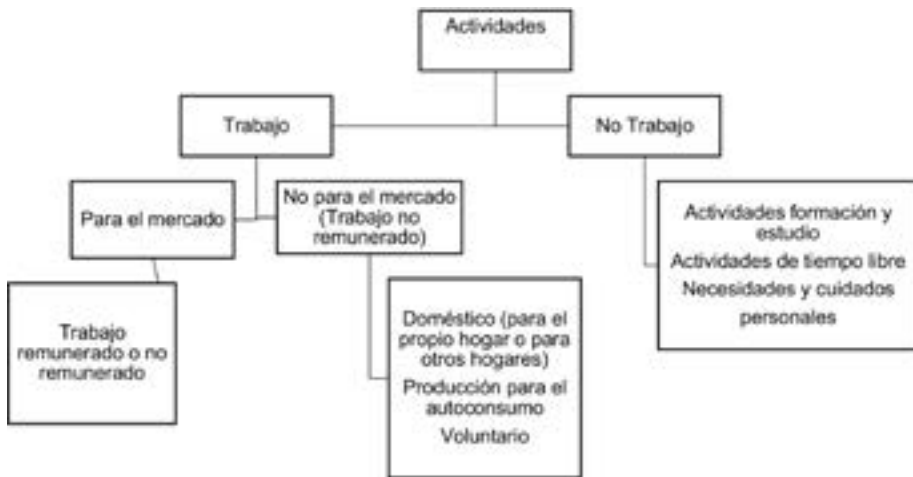 Actividades
Trabajo
No Trabajo
Para el mercado
No para el mercado
(Trabajo no
remunerado)
Actividades formación y
estudio
Actividades de tiempo libre
Necesidades y cuidados
personales
Trabajo
remunerado o no
remunerado
Doméstico (para el
propio hogar o para
otros hogares)
Producción para el
autoconsumo
Voluntario